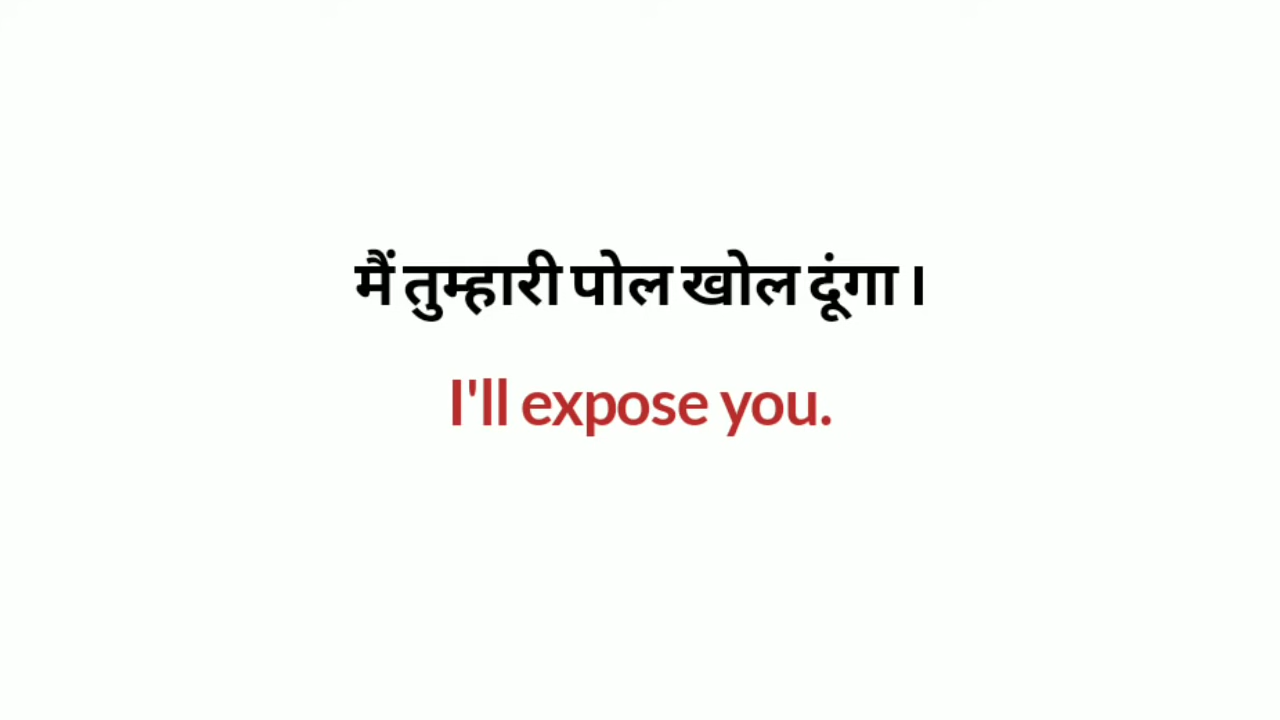 मैं तुम्हारी पोल खोल दूंगा ।
I'll expose you.